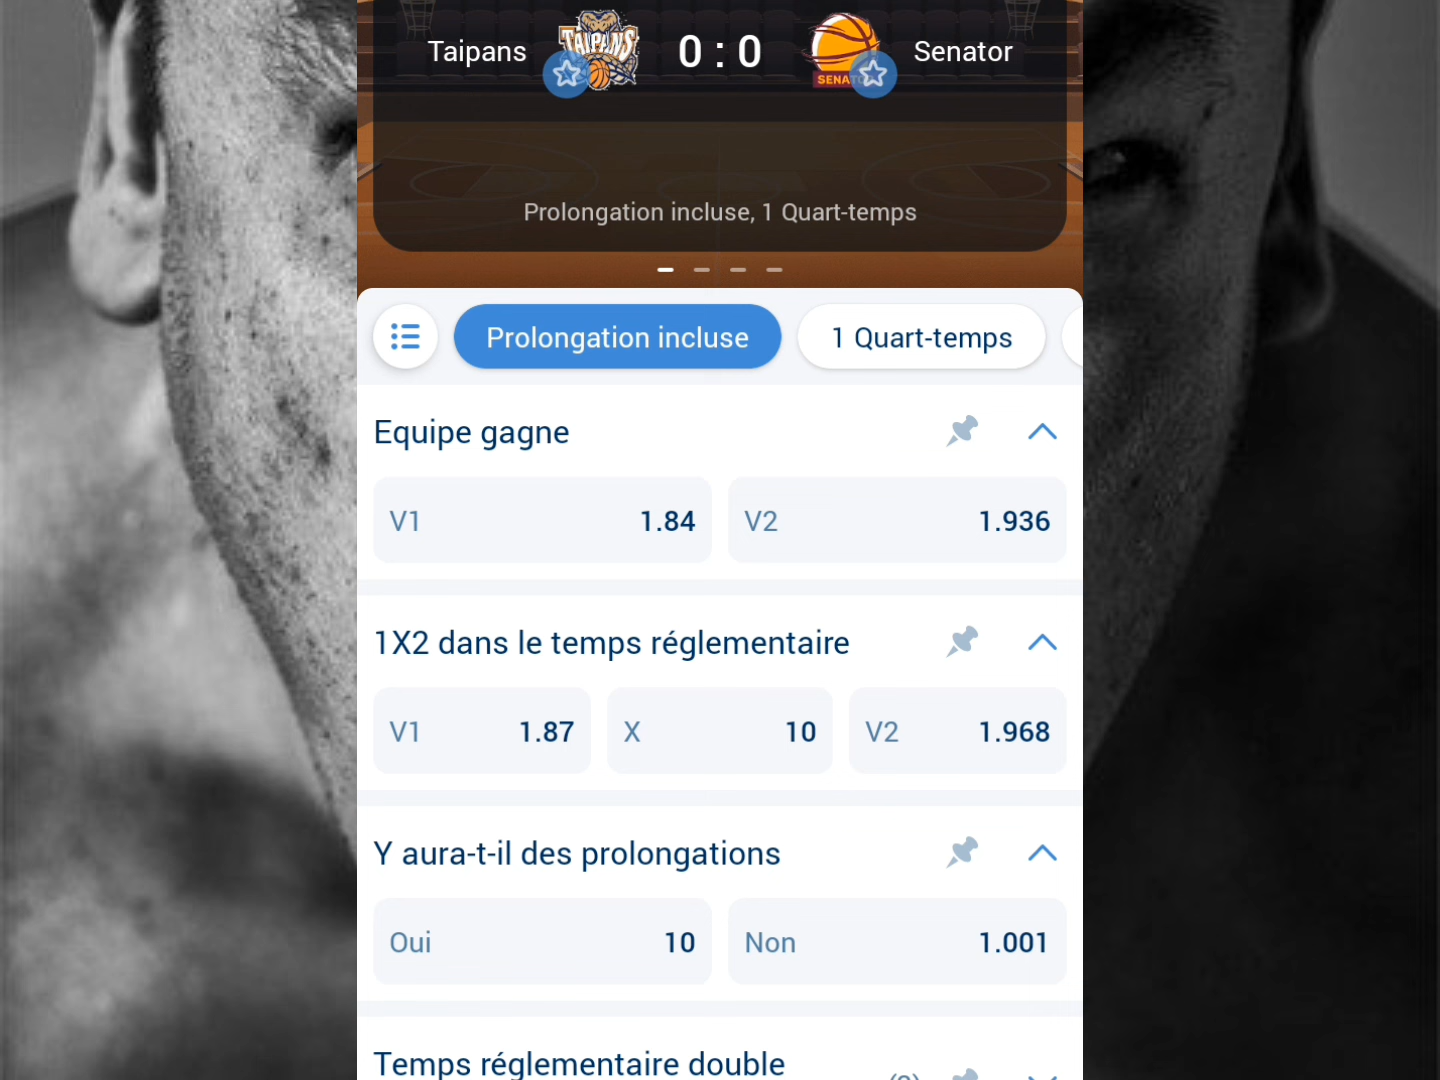 Taipans TAIPANS 0 : 0 Senator
Prolongation incluse, 1 Quart-temps
Prolongation incluse 1 Quart-temps
Equipe gagne
V1 1.84 V2 1.936
1X2 dans le temps réglementaire
V1 1.87 X 10 V2 1.968
Y aura-t-il des prolongations
Oui 10 Non 1.001
Temps réglementaire double